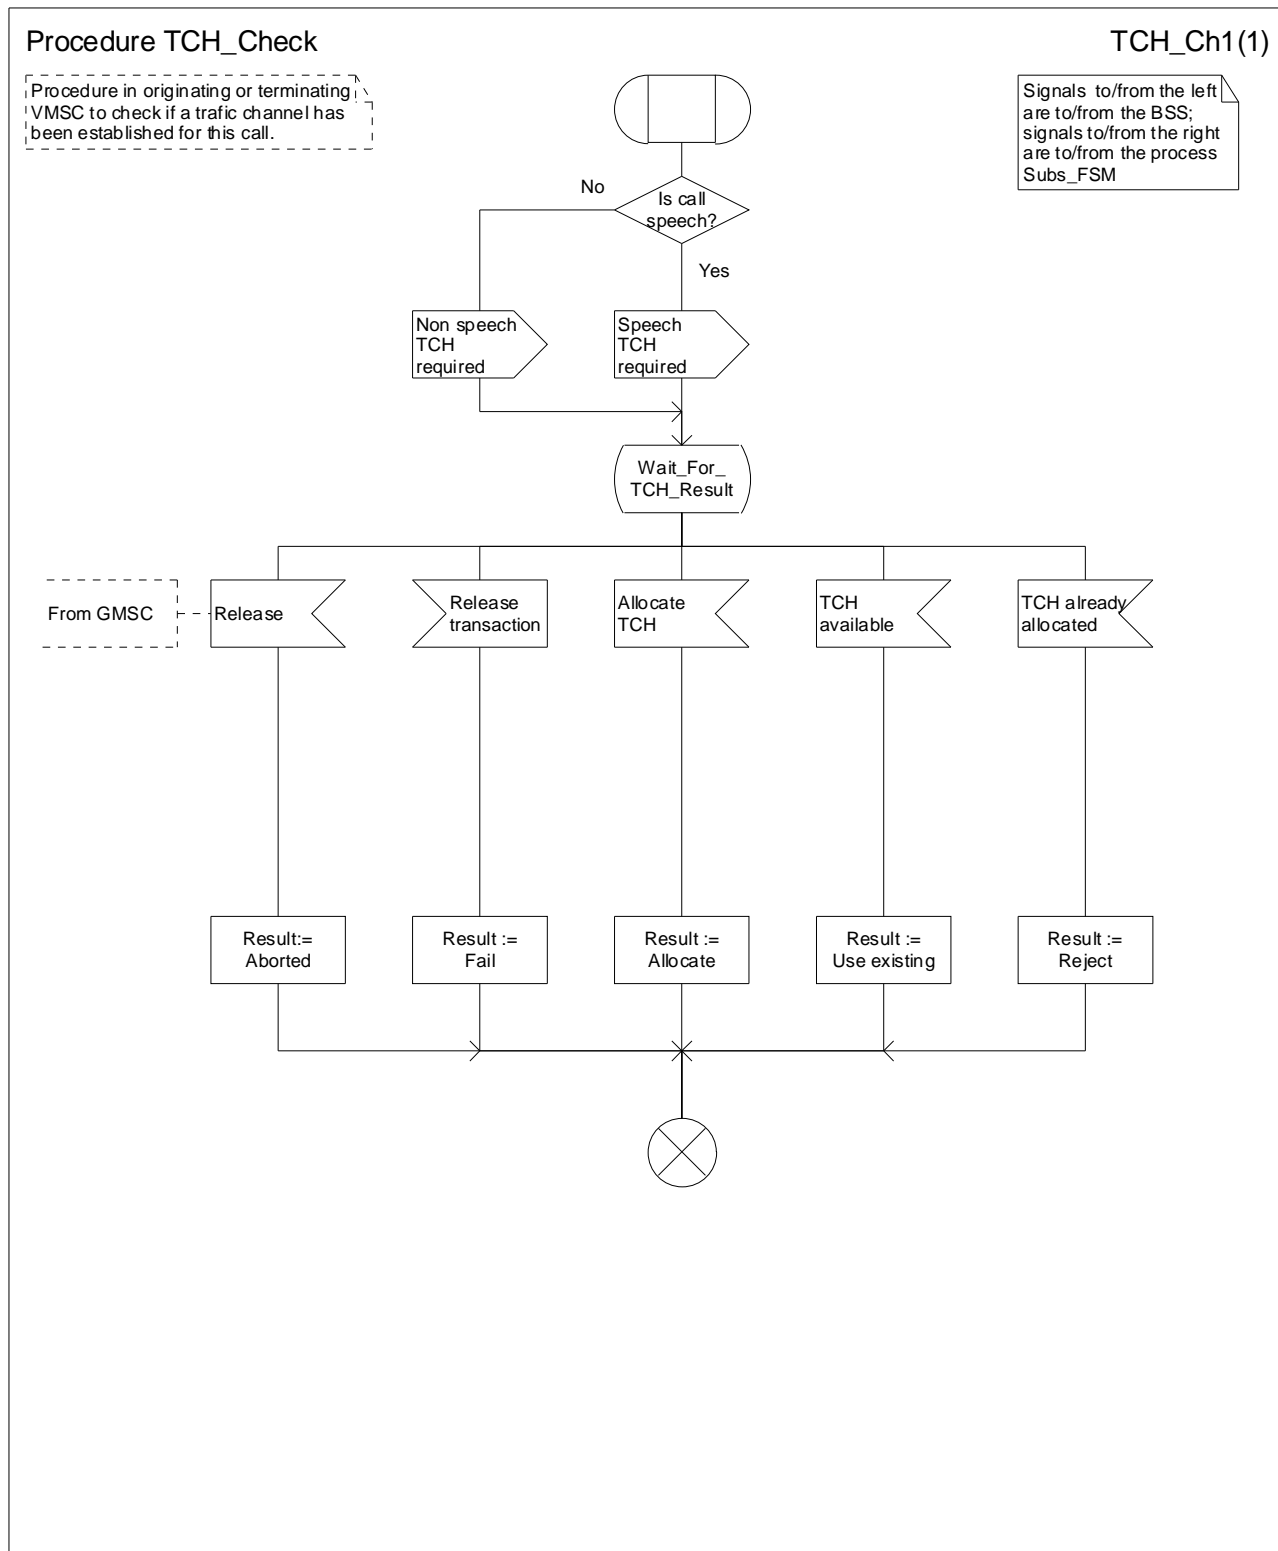 Procedure TCH_Check
TCH_Ch1(1)
Procedure in originating or terminating
VMSC to check if a trafic channel has
been established for this call.
Signals to/from the left
are to/from the BSS;
signals to/from the right
are to/from the process
Subs_FSM
Is call
speech?
No
Yes
Non speech
TCH
required
Speech
TCH
required
Wait_For_
TCH_Result
From GMSC
Release
Release
transaction
Allocate
TCH
TCH
available
TCH already
allocated
Result:=
Aborted
Result :=
Fail
Result :=
Allocate
Result :=
Use existing
Result :=
Reject